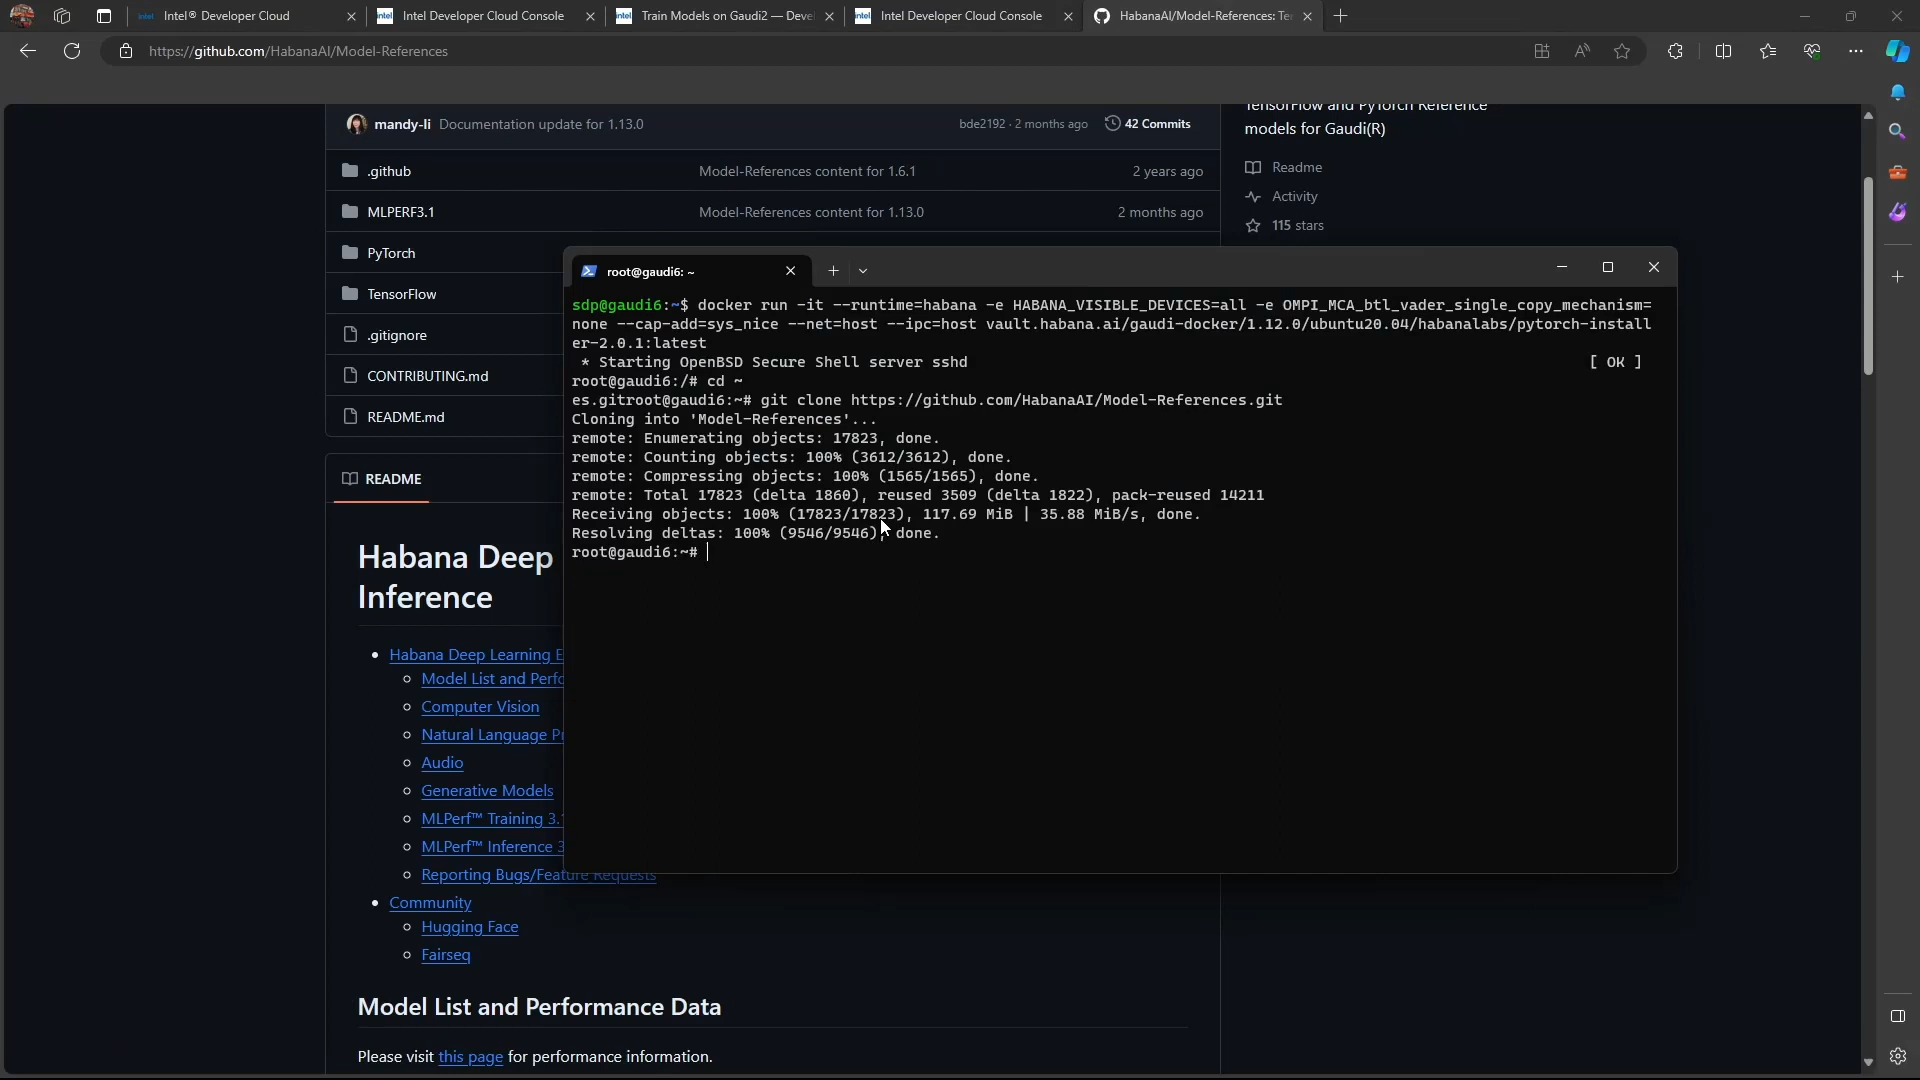 Intel® Developer Cloud
Intel Developer Cloud Console
Train Models on Gaudi2 — Deve
Intel Developer Cloud Console
HabanaAI/Model-References: Te
https://github.com/HabanaAI/Model-References
TensorFlow and PyTorch Reference
models for Gaudi(R)
mandy-li Documentation update for 1.13.0 bde2192 · 2 months ago 42 Commits
.github Model-References content for 1.6.1 2 years ago
Readme
Activity
MLPERF3.1 Model-References content for 1.13.0 2 months ago
115 stars
PyTorch
TensorFlow
.gitignore
CONTRIBUTING.md
README.md
README
Habana Deep
Inference
Habana Deep Learning E
Model List and Perfo
Computer Vision
Natural Language Pr
Audio
Generative Models
MLPerf™ Training 3.1
MLPerf™ Inference 3
Reporting Bugs/Feature Requests
Community
Hugging Face
Fairseq
Model List and Performance Data
Please visit this page for performance information.
root@gaudi6: ~
sdp@gaudi6:~$ docker run -it --runtime=habana -e HABANA_VISIBLE_DEVICES=all -e OMPI_MCA_btl_vader_single_copy_mechanism=
none --cap-add=sys_nice --net=host --ipc=host vault.habana.ai/gaudi-docker/1.12.0/ubuntu20.04/habanalabs/pytorch-install
er-2.0.1:latest
* Starting OpenBSD Secure Shell server sshd [ OK ]
root@gaudi6:/# cd ~
es.gitroot@gaudi6:~# git clone https://github.com/HabanaAI/Model-References.git
Cloning into 'Model-References'...
remote: Enumerating objects: 17823, done.
remote: Counting objects: 100% (3612/3612), done.
remote: Compressing objects: 100% (1565/1565), done.
remote: Total 17823 (delta 1860), reused 3509 (delta 1822), pack-reused 14211
Receiving objects: 100% (17823/17823), 117.69 MiB | 35.88 MiB/s, done.
Resolving deltas: 100% (9546/9546), done.
root@gaudi6:~#